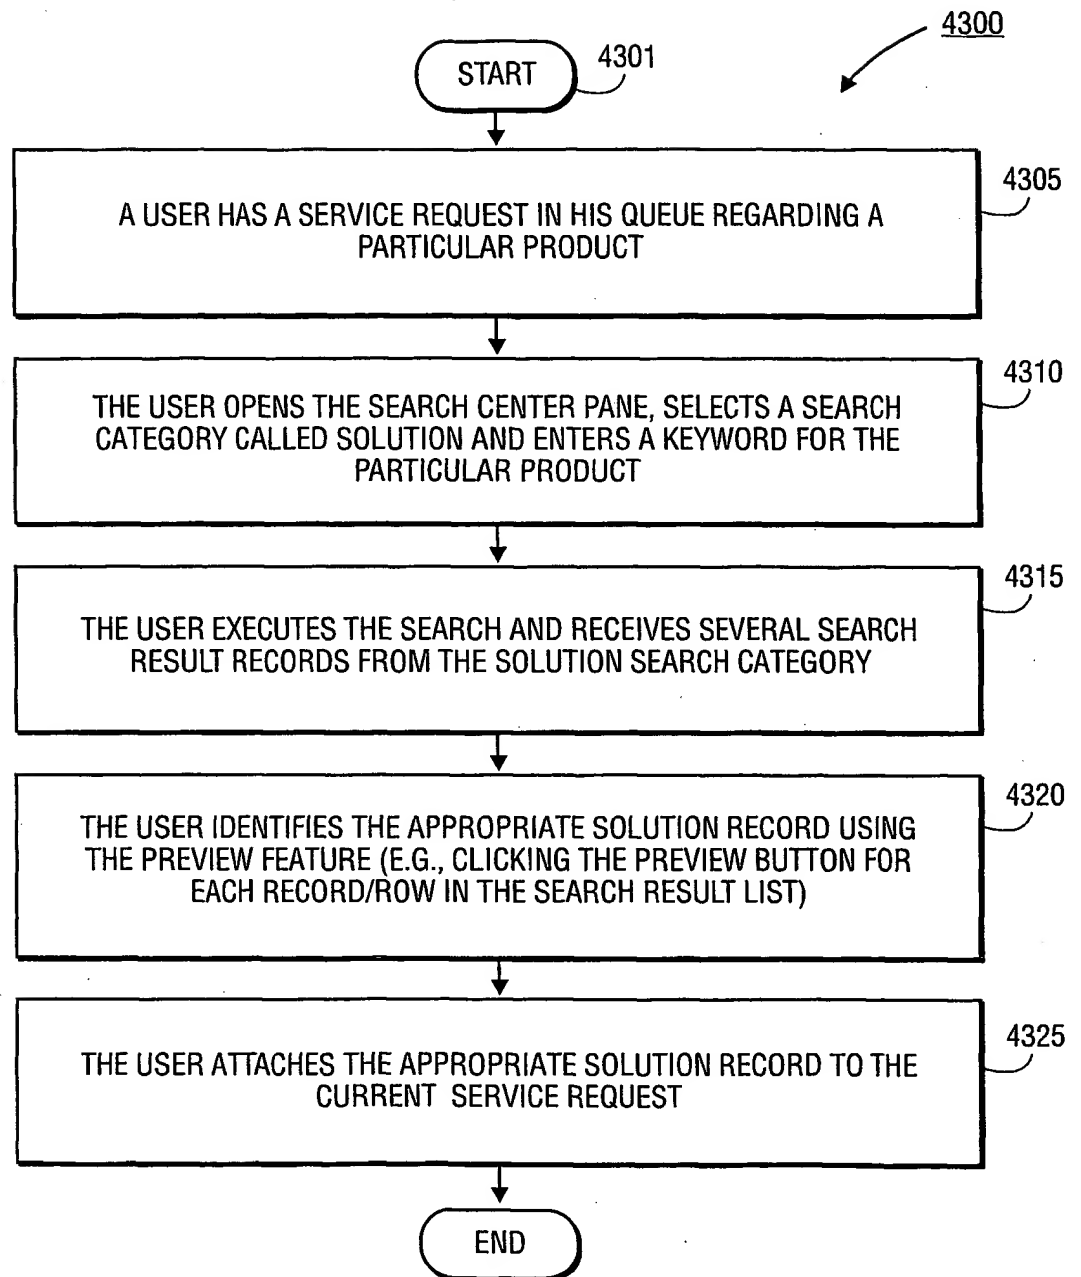 4300
START
4301
A USER HAS A SERVICE REQUEST IN HIS QUEUE REGARDING A
PARTICULAR PRODUCT
4305
THE USER OPENS THE SEARCH CENTER PANE, SELECTS A SEARCH
CATEGORY CALLED SOLUTION AND ENTERS A KEYWORD FOR THE
PARTICULAR PRODUCT
4310
THE USER EXECUTES THE SEARCH AND RECEIVES SEVERAL SEARCH
RESULT RECORDS FROM THE SOLUTION SEARCH CATEGORY
4315
THE USER IDENTIFIES THE APPROPRIATE SOLUTION RECORD USING
THE PREVIEW FEATURE (E.G., CLICKING THE PREVIEW BUTTON FOR
EACH RECORD/ROW IN THE SEARCH RESULT LIST)
4320
THE USER ATTACHES THE APPROPRIATE SOLUTION RECORD TO THE
CURRENT SERVICE REQUEST
4325
END